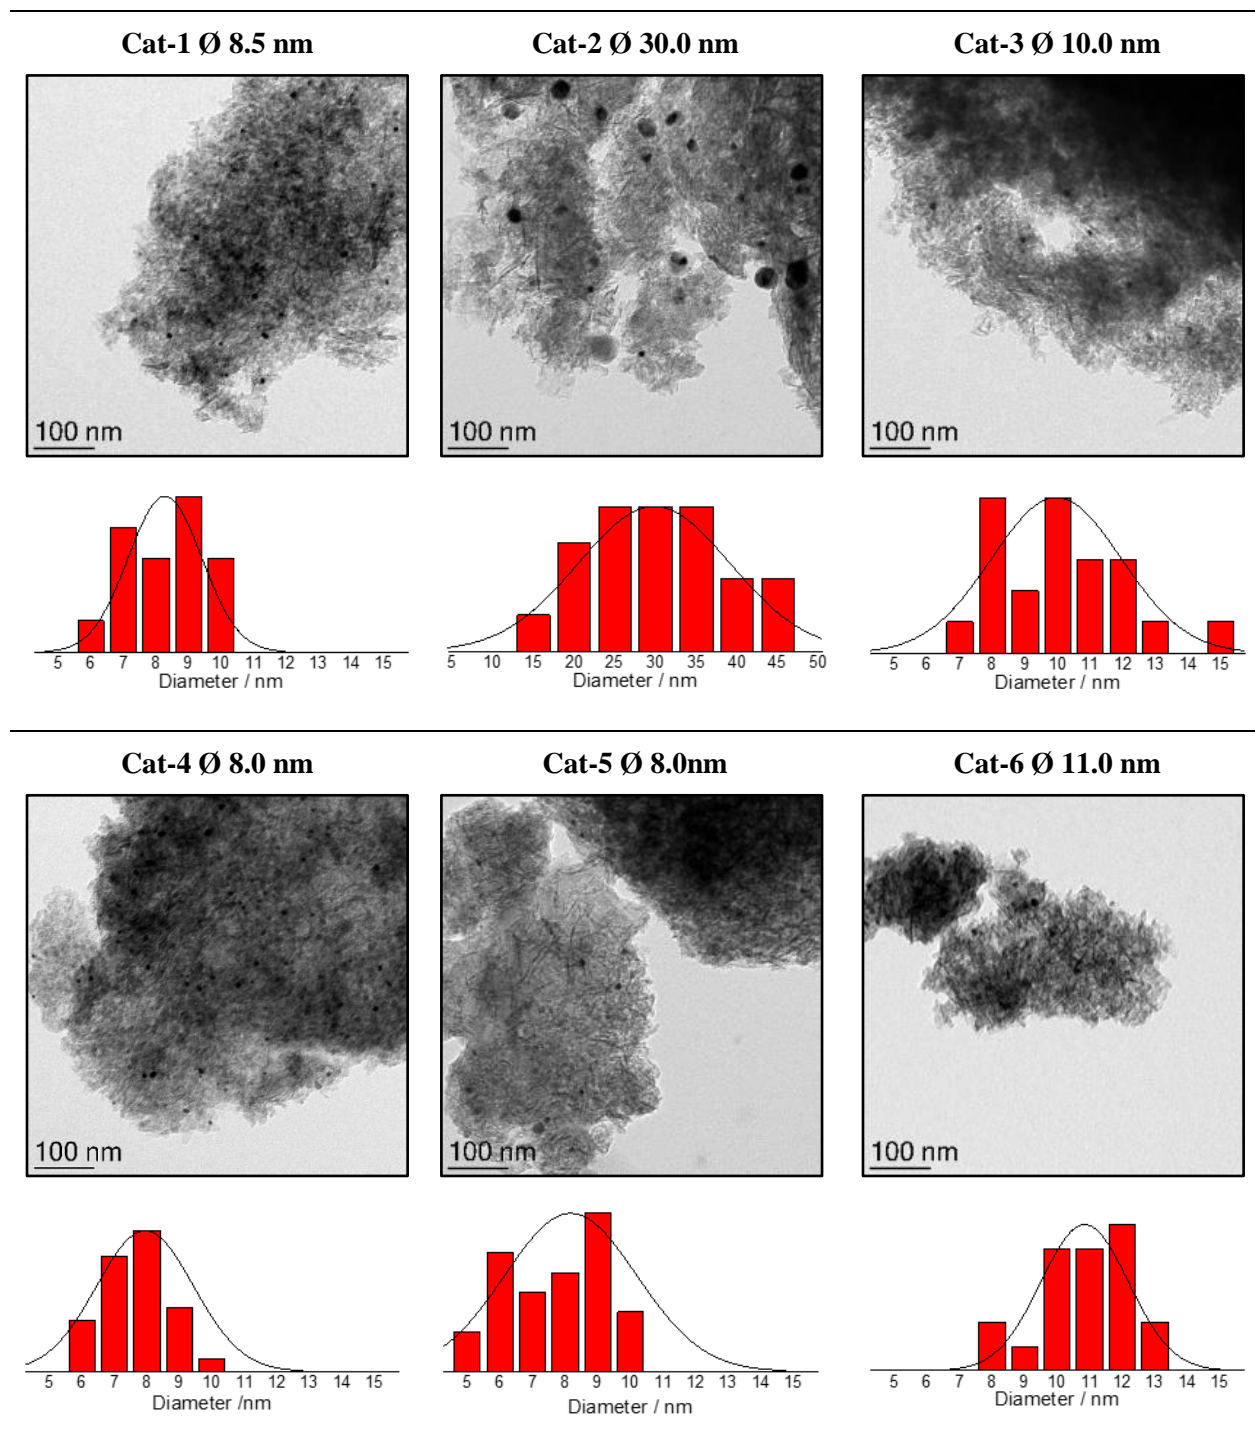 Cat-1 Ø 8.5 nm Cat-2 Ø 30.0 nm Cat-3 Ø 10.0 nm
100 nm 100 nm 100 nm
5 6 7 8 9 10 11 12 13 14 15 5 10 15 20 25 30 35 40 45 50 5 6 7 8 9 10 11 12 13 14 15
Diameter / nm Diameter / nm Diameter / nm
Cat-4 Ø 8.0 nm Cat-5 Ø 8.0nm Cat-6 Ø 11.0 nm
100 nm 100 nm 100 nm
5 6 7 8 9 10 11 12 13 14 15 5 6 7 8 9 10 11 12 13 14 15 5 6 7 8 9 10 11 12 13 14 15
Diameter /nm Diameter / nm Diameter / nm